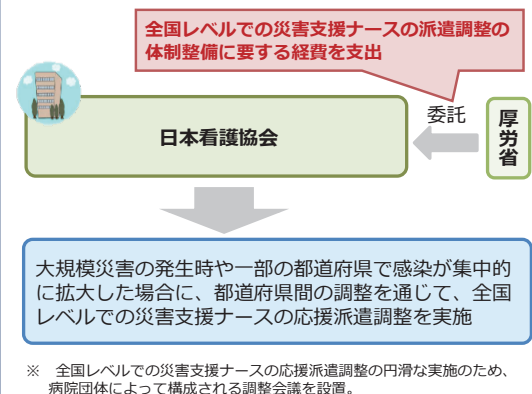 全国レベルでの災害支援ナースの派遣調整の
体制整備に要する経費を支出
委託
厚労省
日本看護協会
大規模災害の発生時や一部の都道府県で感染が集中的
に拡大した場合に、都道府県間の調整を通じて、全国
レベルでの災害支援ナースの応援派遣調整を実施
※　全国レベルでの災害支援ナースの応援派遣調整の円滑な実施のため、
病院団体によって構成される調整会議を設置。